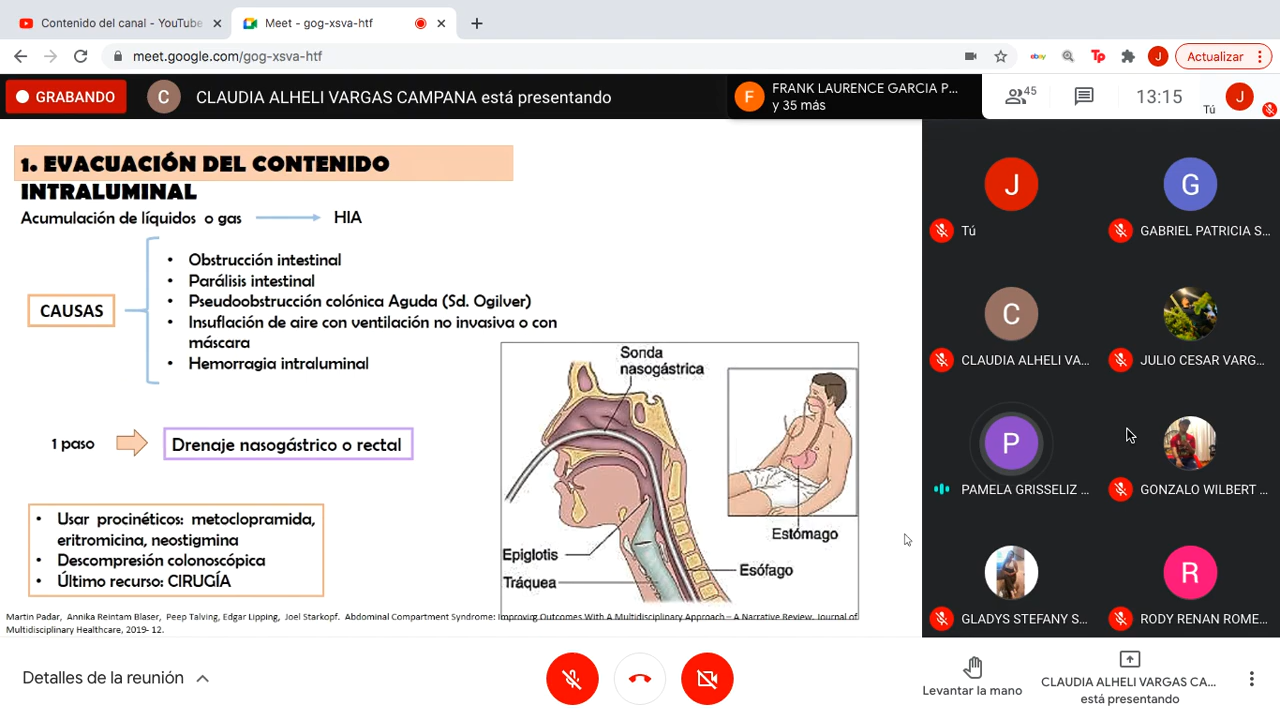 Contenido del canal - YouTube
Meet - gog-xsva-htf
meet.google.com/gog-xsva-htf
ebay
Tp
J
Actualizar
GRABANDO
C
CLAUDIA ALHELI VARGAS CAMPANA está presentando
F
FRANK LAURENCE GARCIA P...
y 35 más
45
13:15
Tú
J
1. EVACUACIÓN DEL CONTENIDO
INTRALUMINAL
Acumulación de líquidos o gas
HIA
CAUSAS
• Obstrucción intestinal
• Parálisis intestinal
• Pseudoobstrucción colónica Aguda (Sd. Ogilver)
• Insuflación de aire con ventilación no invasiva o con
máscara
• Hemorragia intraluminal
1 paso
Drenaje nasogástrico o rectal
• Usar procinéticos: metoclopramida,
eritromicina, neostigmina
• Descompresión colonoscópica
• Último recurso: CIRUGÍA
Sonda
nasogástrica
Estómago
Epiglotis
Esófago
Tráquea
Martin Padar, Annika Reintam Blaser, Peep Talving, Edgar Lipping, Joel Starkopf. Abdominal Compartment Syndrome: Improving Outcomes With A Multidisciplinary Approach – A Narrative Review. Journal of
Multidisciplinary Healthcare, 2019- 12.
J
Tú
G
GABRIEL PATRICIA S...
C
CLAUDIA ALHELI VA...
JULIO CESAR VARG...
P
PAMELA GRISSELIZ ...
GONZALO WILBERT ...
GLADYS STEFANY S...
R
RODY RENAN ROME...
Detalles de la reunión
Levantar la mano
CLAUDIA ALHELI VARGAS CA...
está presentando